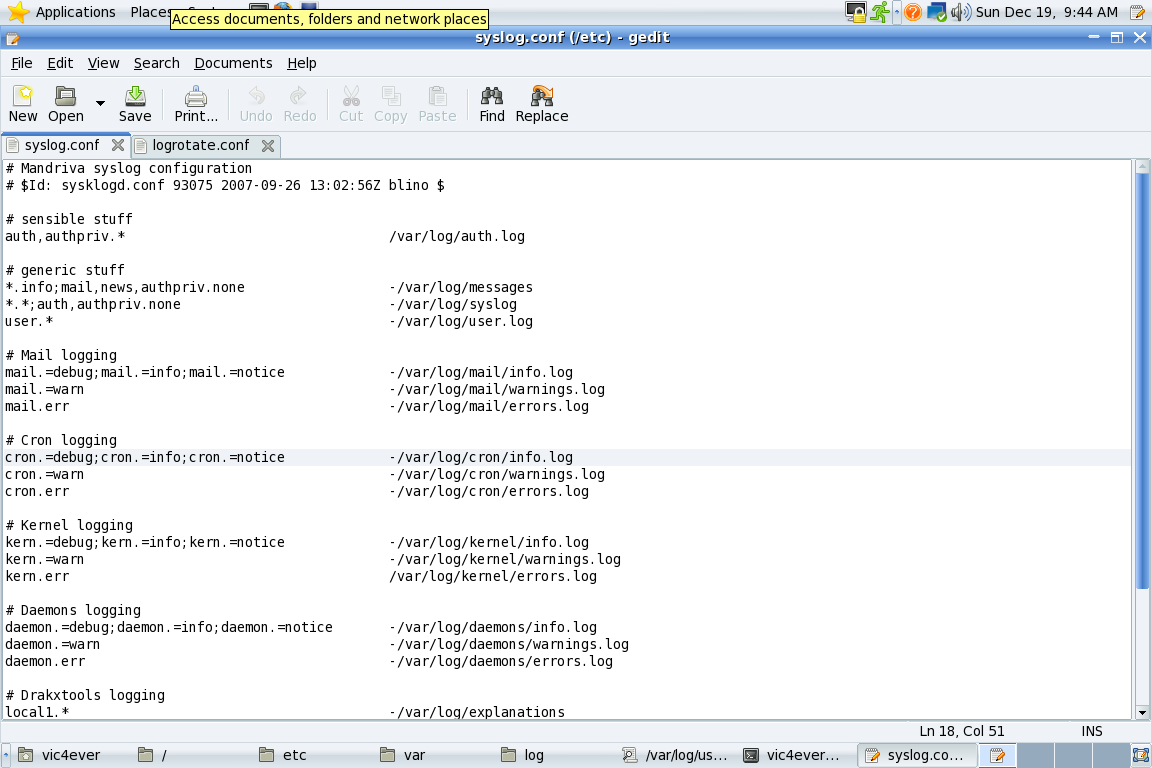 Applications Places
Access documents, folders and network places
Sun Dec 19, 9:44 AM
syslog.conf (/etc) - gedit
File Edit View Search Documents Help
New Open Save Print... Undo Redo Cut Copy Paste Find Replace
syslog.conf logrotate.conf
# Mandriva syslog configuration
# $Id: sysklogd.conf 93075 2007-09-26 13:02:56Z blino $
# sensible stuff
auth,authpriv.* /var/log/auth.log
# generic stuff
*.info;mail,news,authpriv.none -/var/log/messages
*.*;auth,authpriv.none -/var/log/syslog
user.* -/var/log/user.log
# Mail logging
mail.=debug;mail.=info;mail.=notice -/var/log/mail/info.log
mail.=warn -/var/log/mail/warnings.log
mail.err -/var/log/mail/errors.log
# Cron logging
cron.=debug;cron.=info;cron.=notice -/var/log/cron/info.log
cron.=warn -/var/log/cron/warnings.log
cron.err -/var/log/cron/errors.log
# Kernel logging
kern.=debug;kern.=info;kern.=notice -/var/log/kernel/info.log
kern.=warn -/var/log/kernel/warnings.log
kern.err /var/log/kernel/errors.log
# Daemons logging
daemon.=debug;daemon.=info;daemon.=notice -/var/log/daemons/info.log
daemon.=warn -/var/log/daemons/warnings.log
daemon.err -/var/log/daemons/errors.log
# Drakxtools logging
local1.* -/var/log/explanations
Ln 18, Col 51 INS
vic4ever / etc var log /var/log/us... vic4ever... syslog.co...